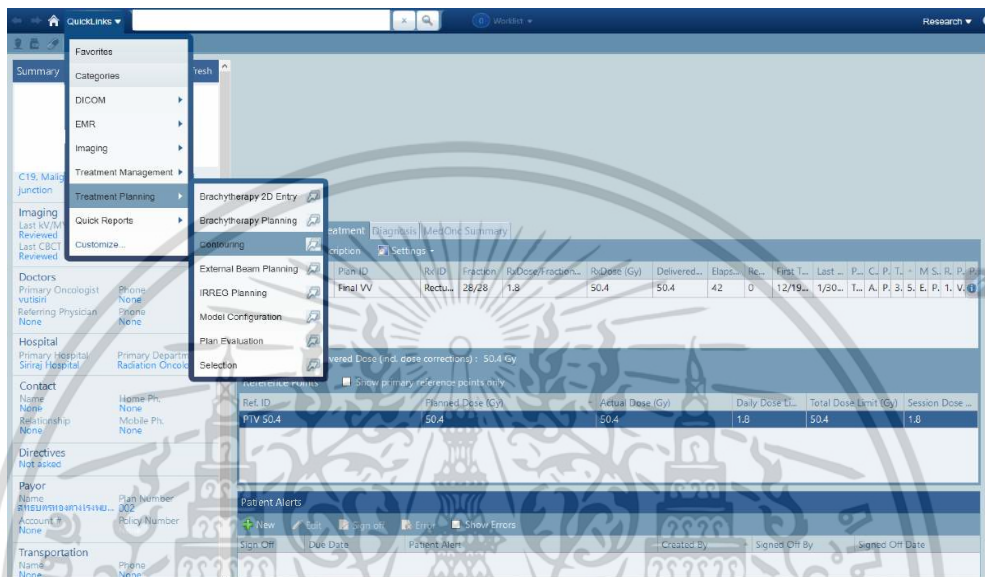 QuickLinks
0 Worklist
Research
Favorites
Categories
DICOM
EMR
Imaging
Treatment Management
Treatment Planning
Quick Reports
Customize...
Brachytherapy 2D Entry
Brachytherapy Planning
Contouring
External Beam Planning
IRREG Planning
Model Configuration
Plan Evaluation
Selection
Summary
fresh
C19, Malig
junction
Imaging
Last kV/M
Reviewed
Last CBCT
Reviewed
Doctors
Primary Oncologist Phone
vutisiri None
Referring Physician Phone
None None
Hospital
Primary Hospital Primary Departm
Siriraj Hospital Radiation Oncolo
Contact
Name Home Ph.
None None
Relationship Mobile Ph.
None None
Directives
Not asked
Payor
Name Plan Number
002
Account # Policy Number
None
Transportation
Name Phone
None None
eatment Diagnosis MedOnc Summary
cription Settings
Plan ID Rx ID Fraction RxDose/Fraction... RxDose (Gy) Delivered... Elaps... Re... First T... Last ... P... C.. P. T.. M S.. R. P. P...
Final VV Rectu... 28/28 1.8 50.4 50.4 42 0 12/19... 1/30... T... A.. P. 3. 5. E. P. 1. V.
vered Dose (incl. dose corrections) : 50.4 Gy
Reference Points Show primary reference points only
Ref. ID Planned Dose (Gy) Actual Dose (Gy) Daily Dose Li... Total Dose Limit (Gy) Session Dose ...
PTV 50.4 50.4 50.4 1.8 50.4 1.8
Patient Alerts
New Edit Sign off Error Show Errors
Sign Off Due Date Patient Alert Created By Signed Off By Signed Off Date